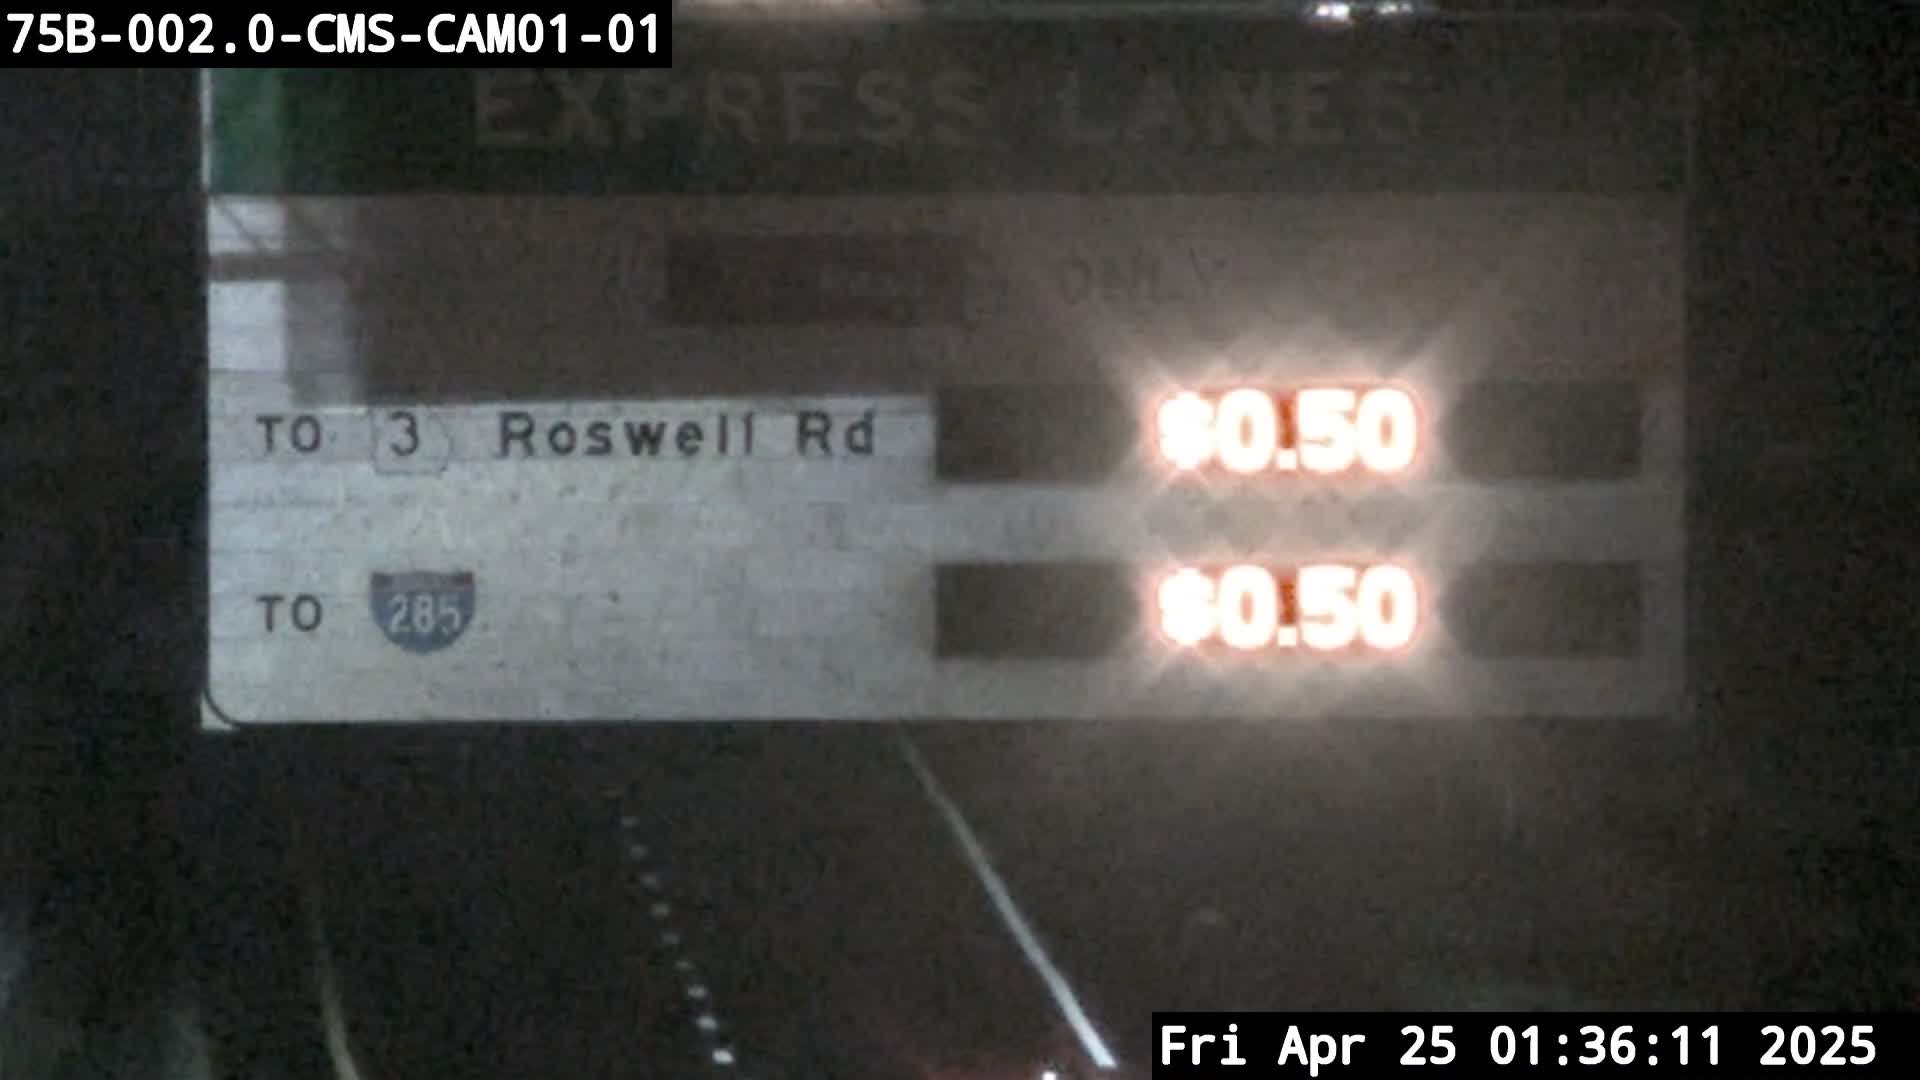 75B-002.0-CMS-CAM01-01
EXPRESS LANES
ONLY
TO 3 Roswell Rd $0.50
TO 285 $0.50
Fri Apr 25 01:36:11 2025